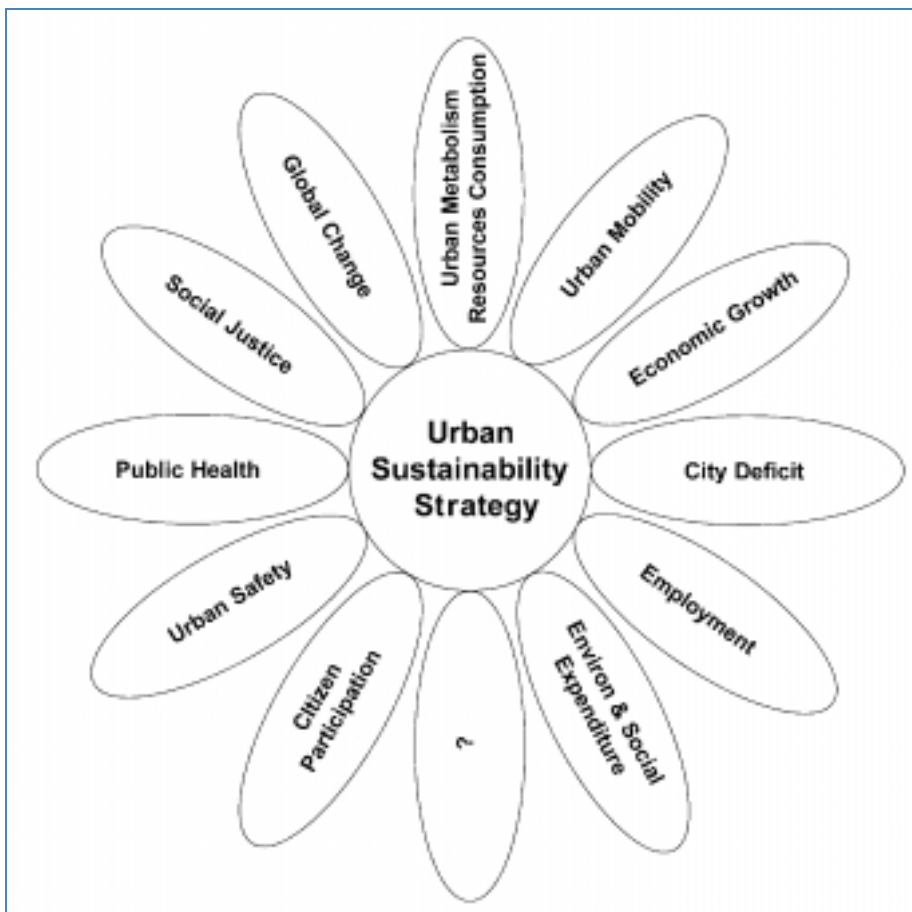 Urban Metabolism
Resources Consumption
Urban Mobility
Economic Growth
City Deficit
Employment
Environ & Social
Expenditure
?
Citizen
Participation
Urban Safety
Public Health
Social Justice
Global Change
Urban
Sustainability
Strategy